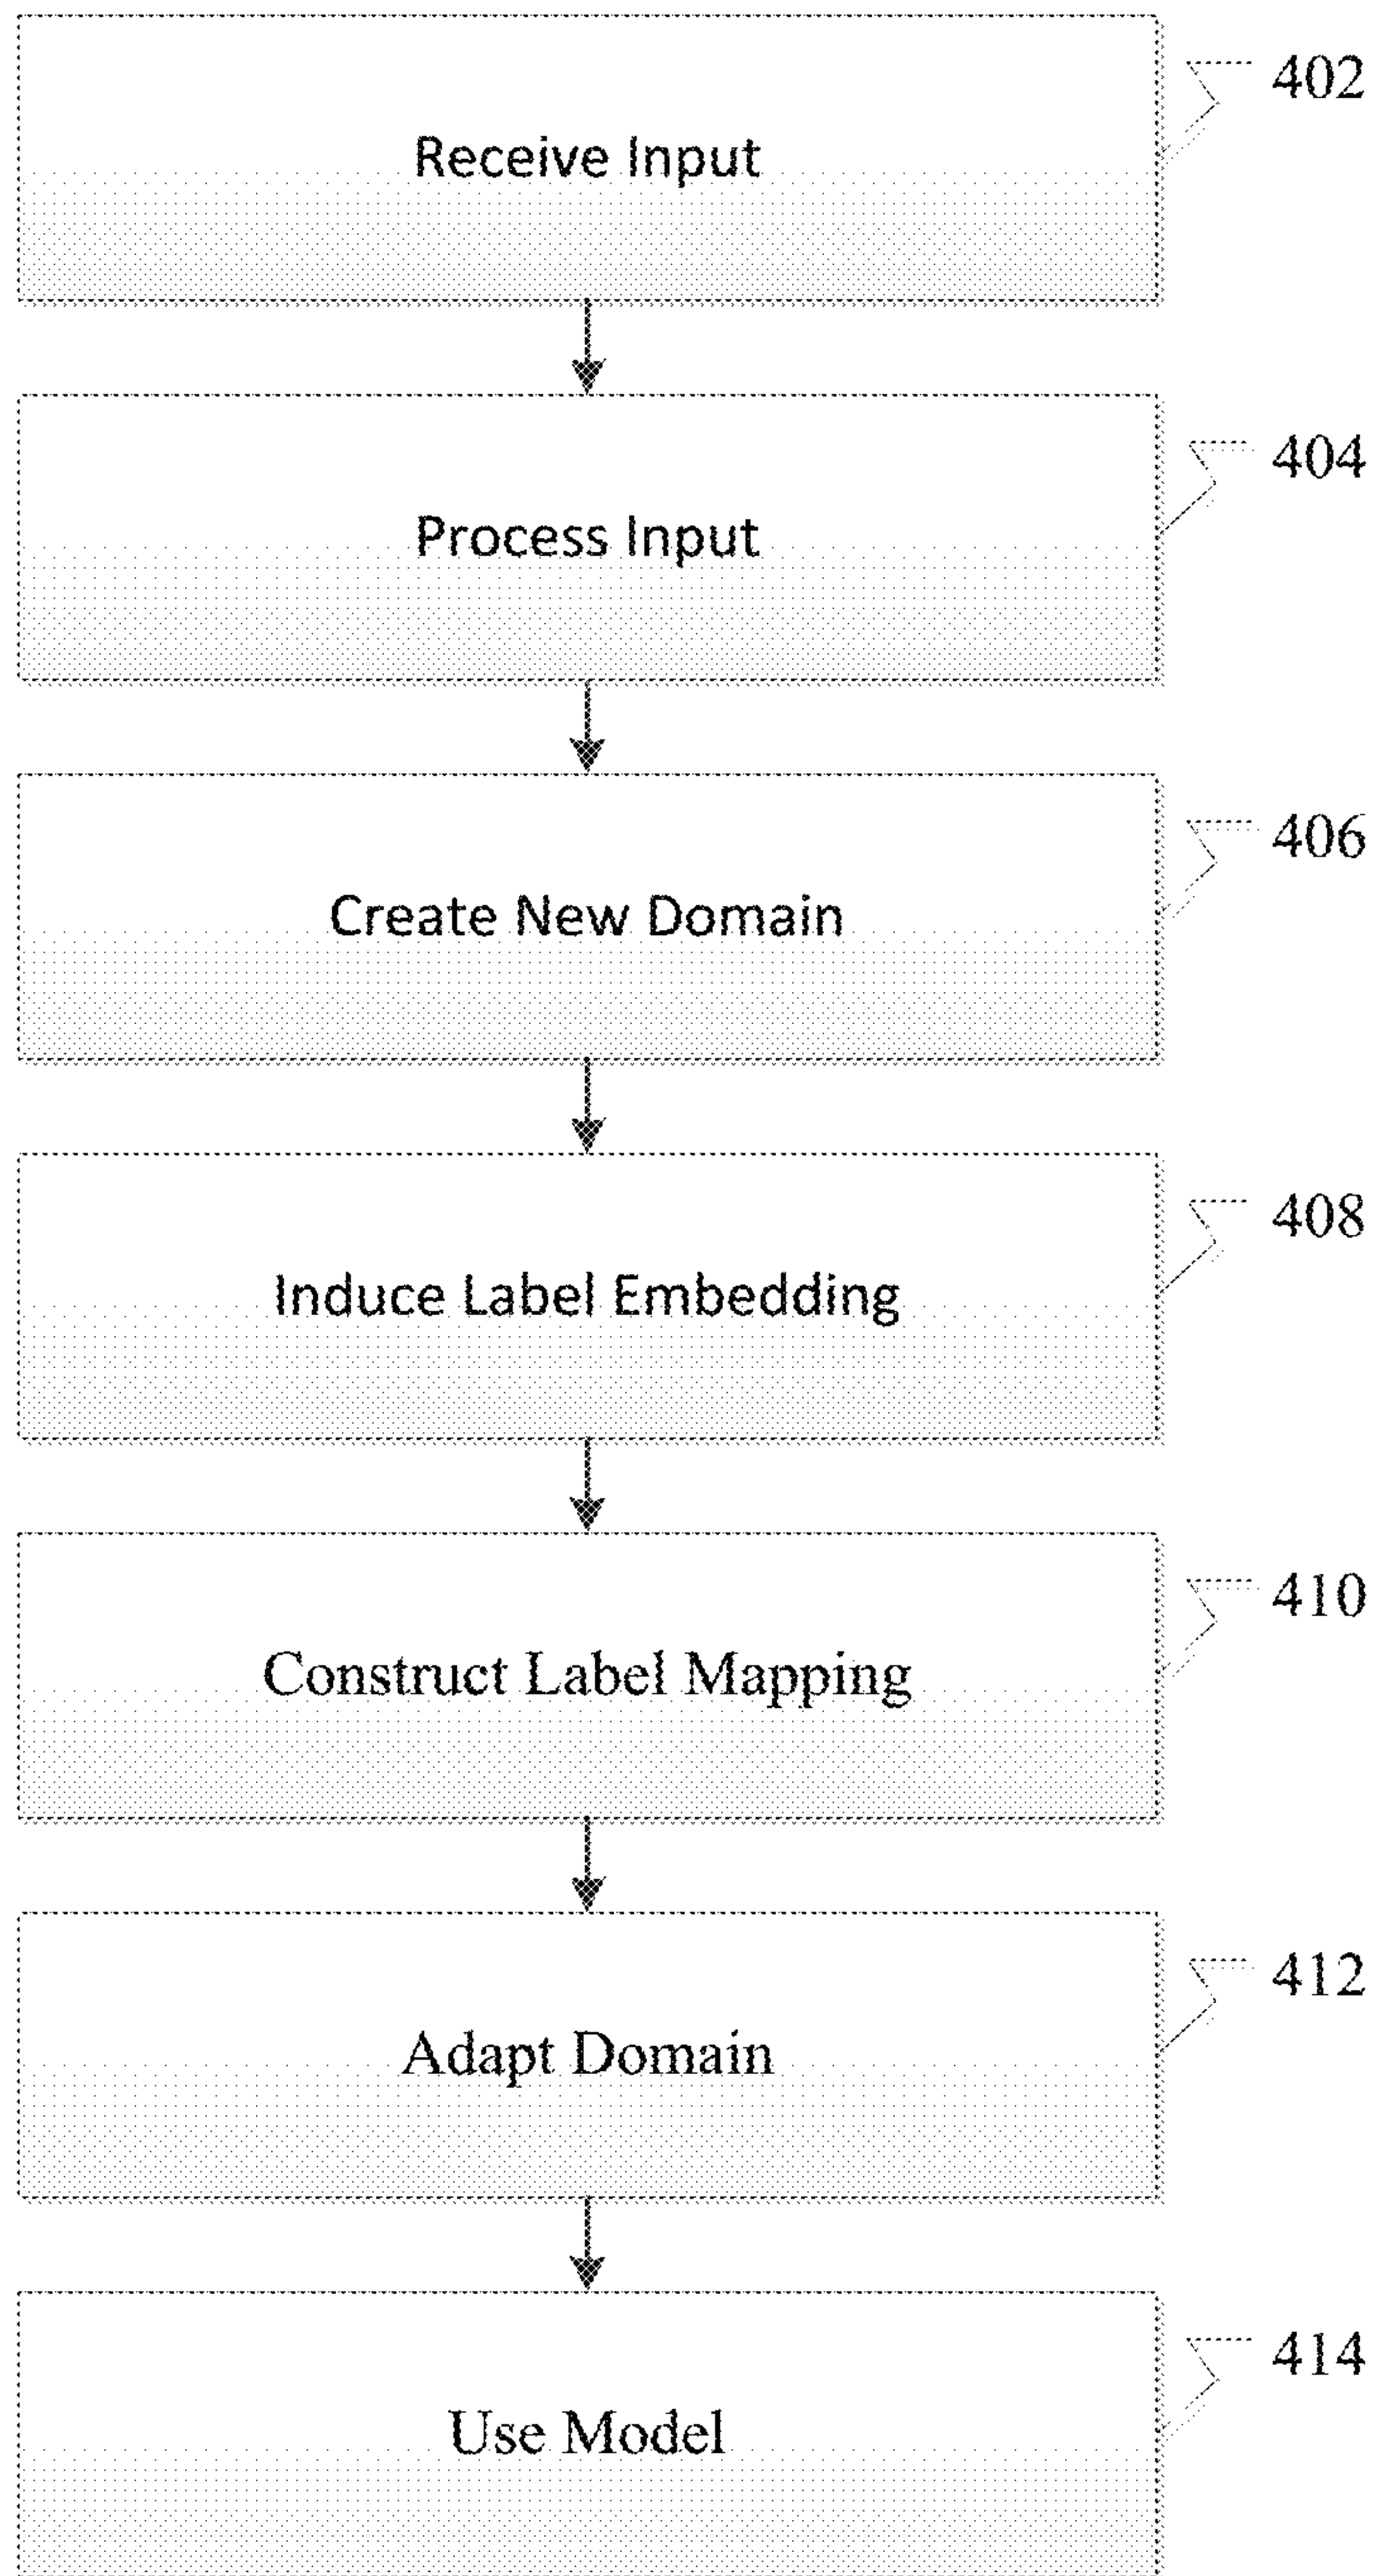 Receive Input
402
Process Input
404
Create New Domain
406
Induce Label Embedding
408
Construct Label Mapping
410
Adapt Domain
412
Use Model
414